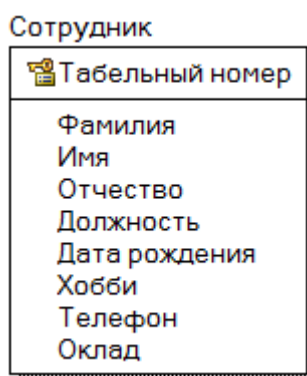 Сотрудник
Табельный номер
Фамилия
Имя
Отчество
Должность
Дата рождения
Хобби
Телефон
Оклад